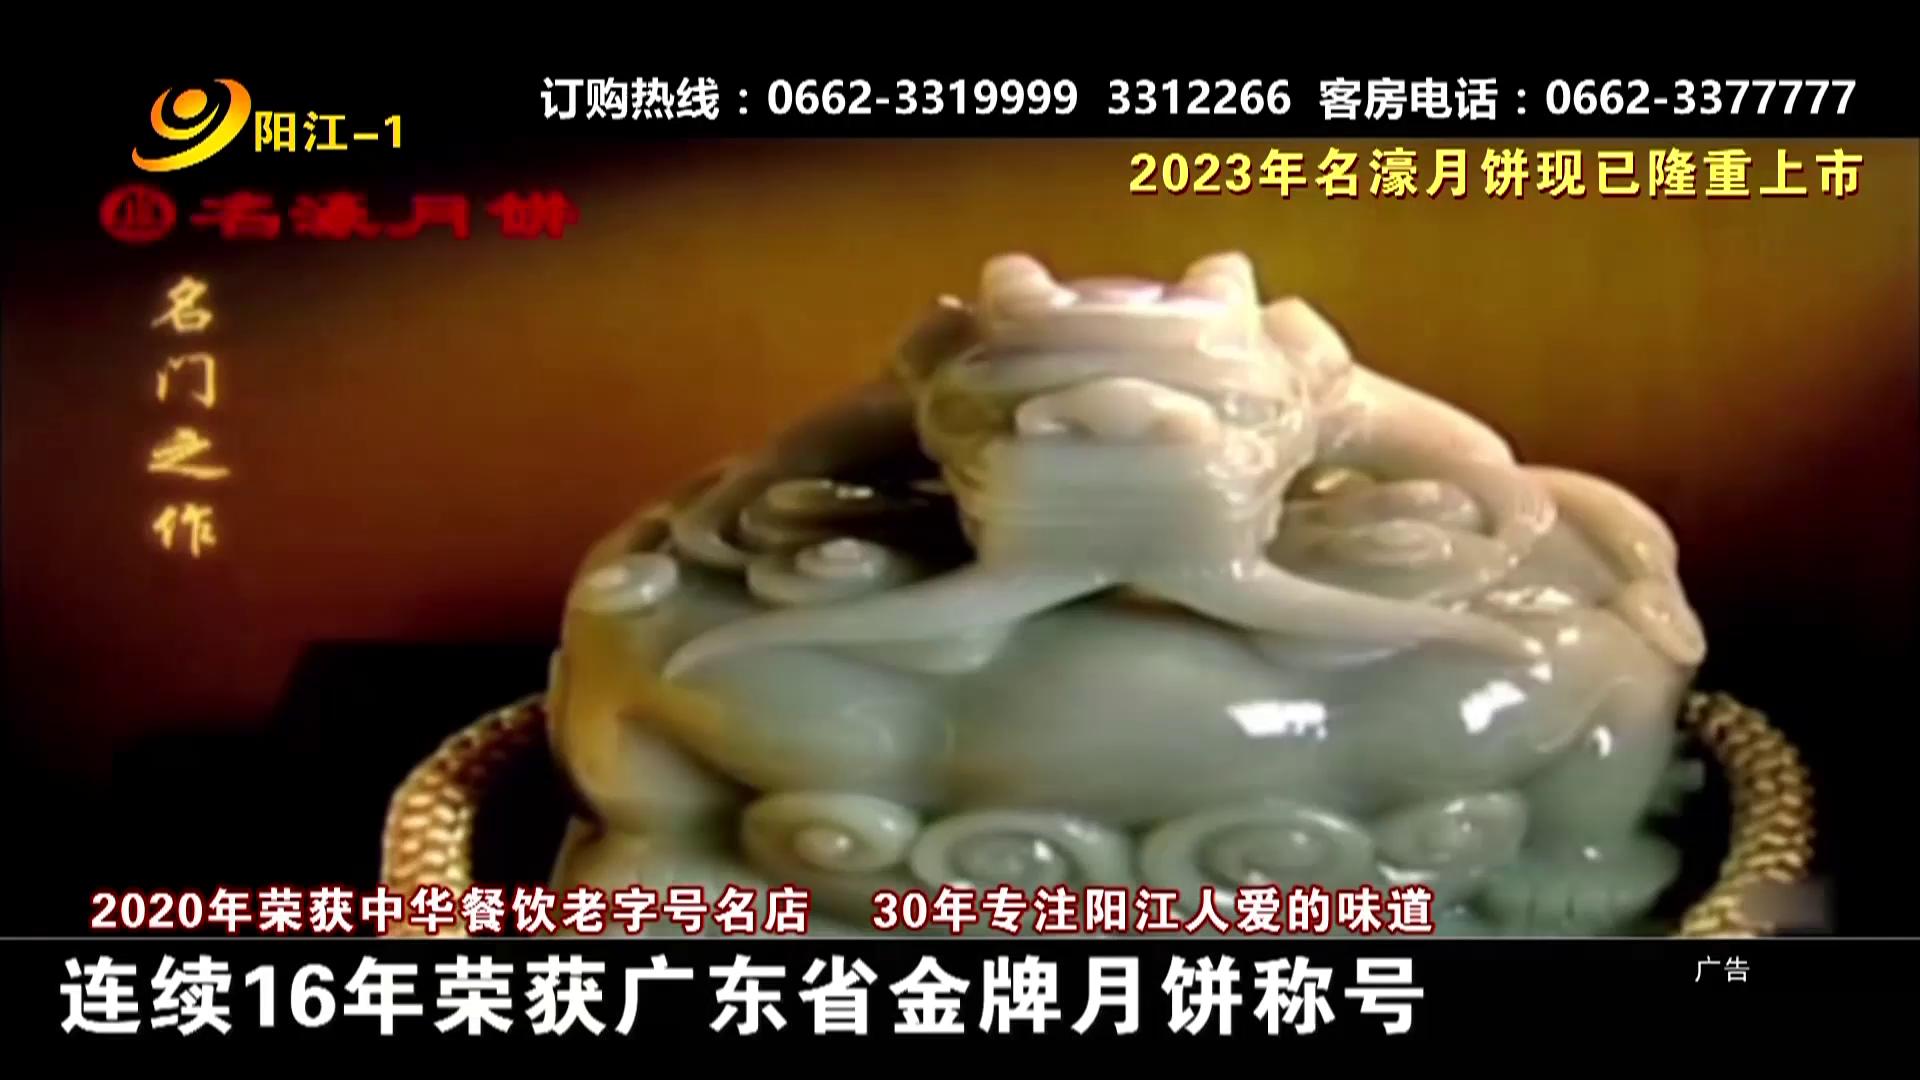 订购热线：0662-3319999 3312266 客房电话：0662-3377777
阳江-1
2023年名濠月饼现已隆重上市
名濠月饼
名门之作
2020年荣获中华餐饮老字号名店 30年专注阳江人爱的味道
连续16年荣获广东省金牌月饼称号
广告